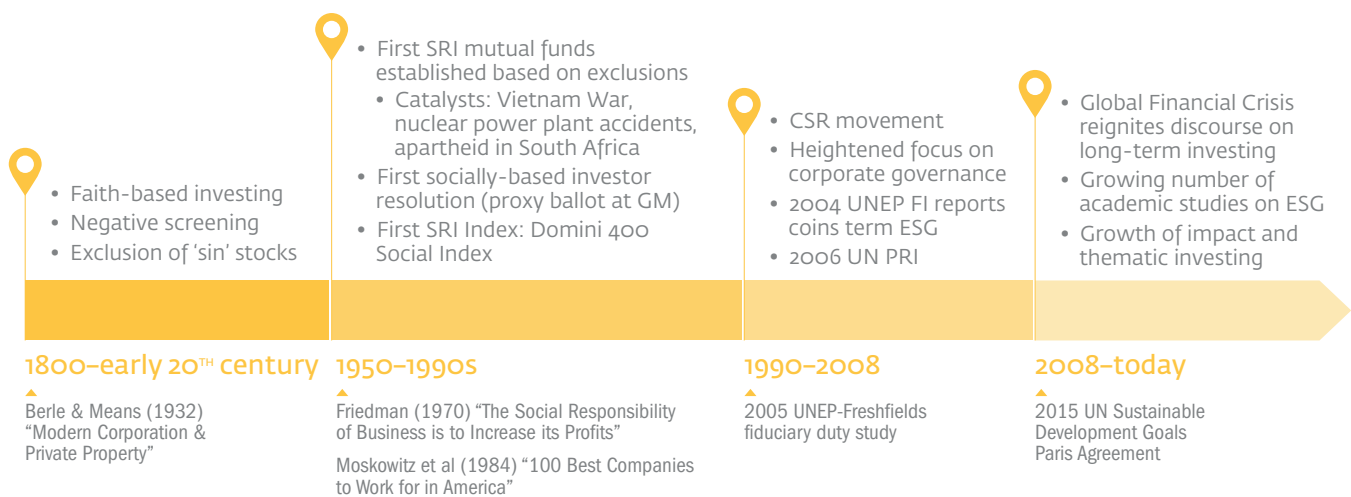 • Faith-based investing
• Negative screening
• Exclusion of ‘sin’ stocks
• First SRI mutual funds
established based on exclusions
• Catalysts: Vietnam War,
nuclear power plant accidents,
apartheid in South Africa
• First socially-based investor
resolution (proxy ballot at GM)
• First SRI Index: Domini 400
Social Index
• CSR movement
• Heightened focus on
corporate governance
• 2004 UNEP FI reports
coins term ESG
• 2006 UN PRI
• Global Financial Crisis
reignites discourse on
long-term investing
• Growing number of
academic studies on ESG
• Growth of impact and
thematic investing
1800–early 20TH century
Berle & Means (1932)
“Modern Corporation &
Private Property”
1950–1990s
Friedman (1970) “The Social Responsibility
of Business is to Increase its Profits”
Moskowitz et al (1984) “100 Best Companies
to Work for in America”
1990–2008
2005 UNEP-Freshfields
fiduciary duty study
2008–today
2015 UN Sustainable
Development Goals
Paris Agreement